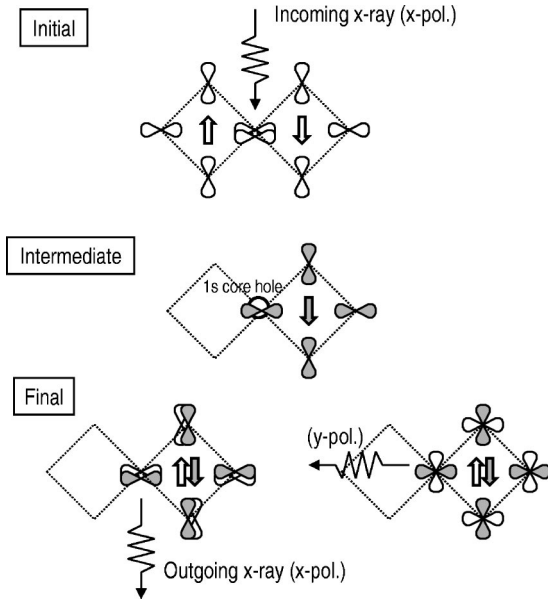 Initial
Incoming x-ray (x-pol.)
Intermediate
1s core hole
Final
(y-pol.)
Outgoing x-ray (x-pol.)